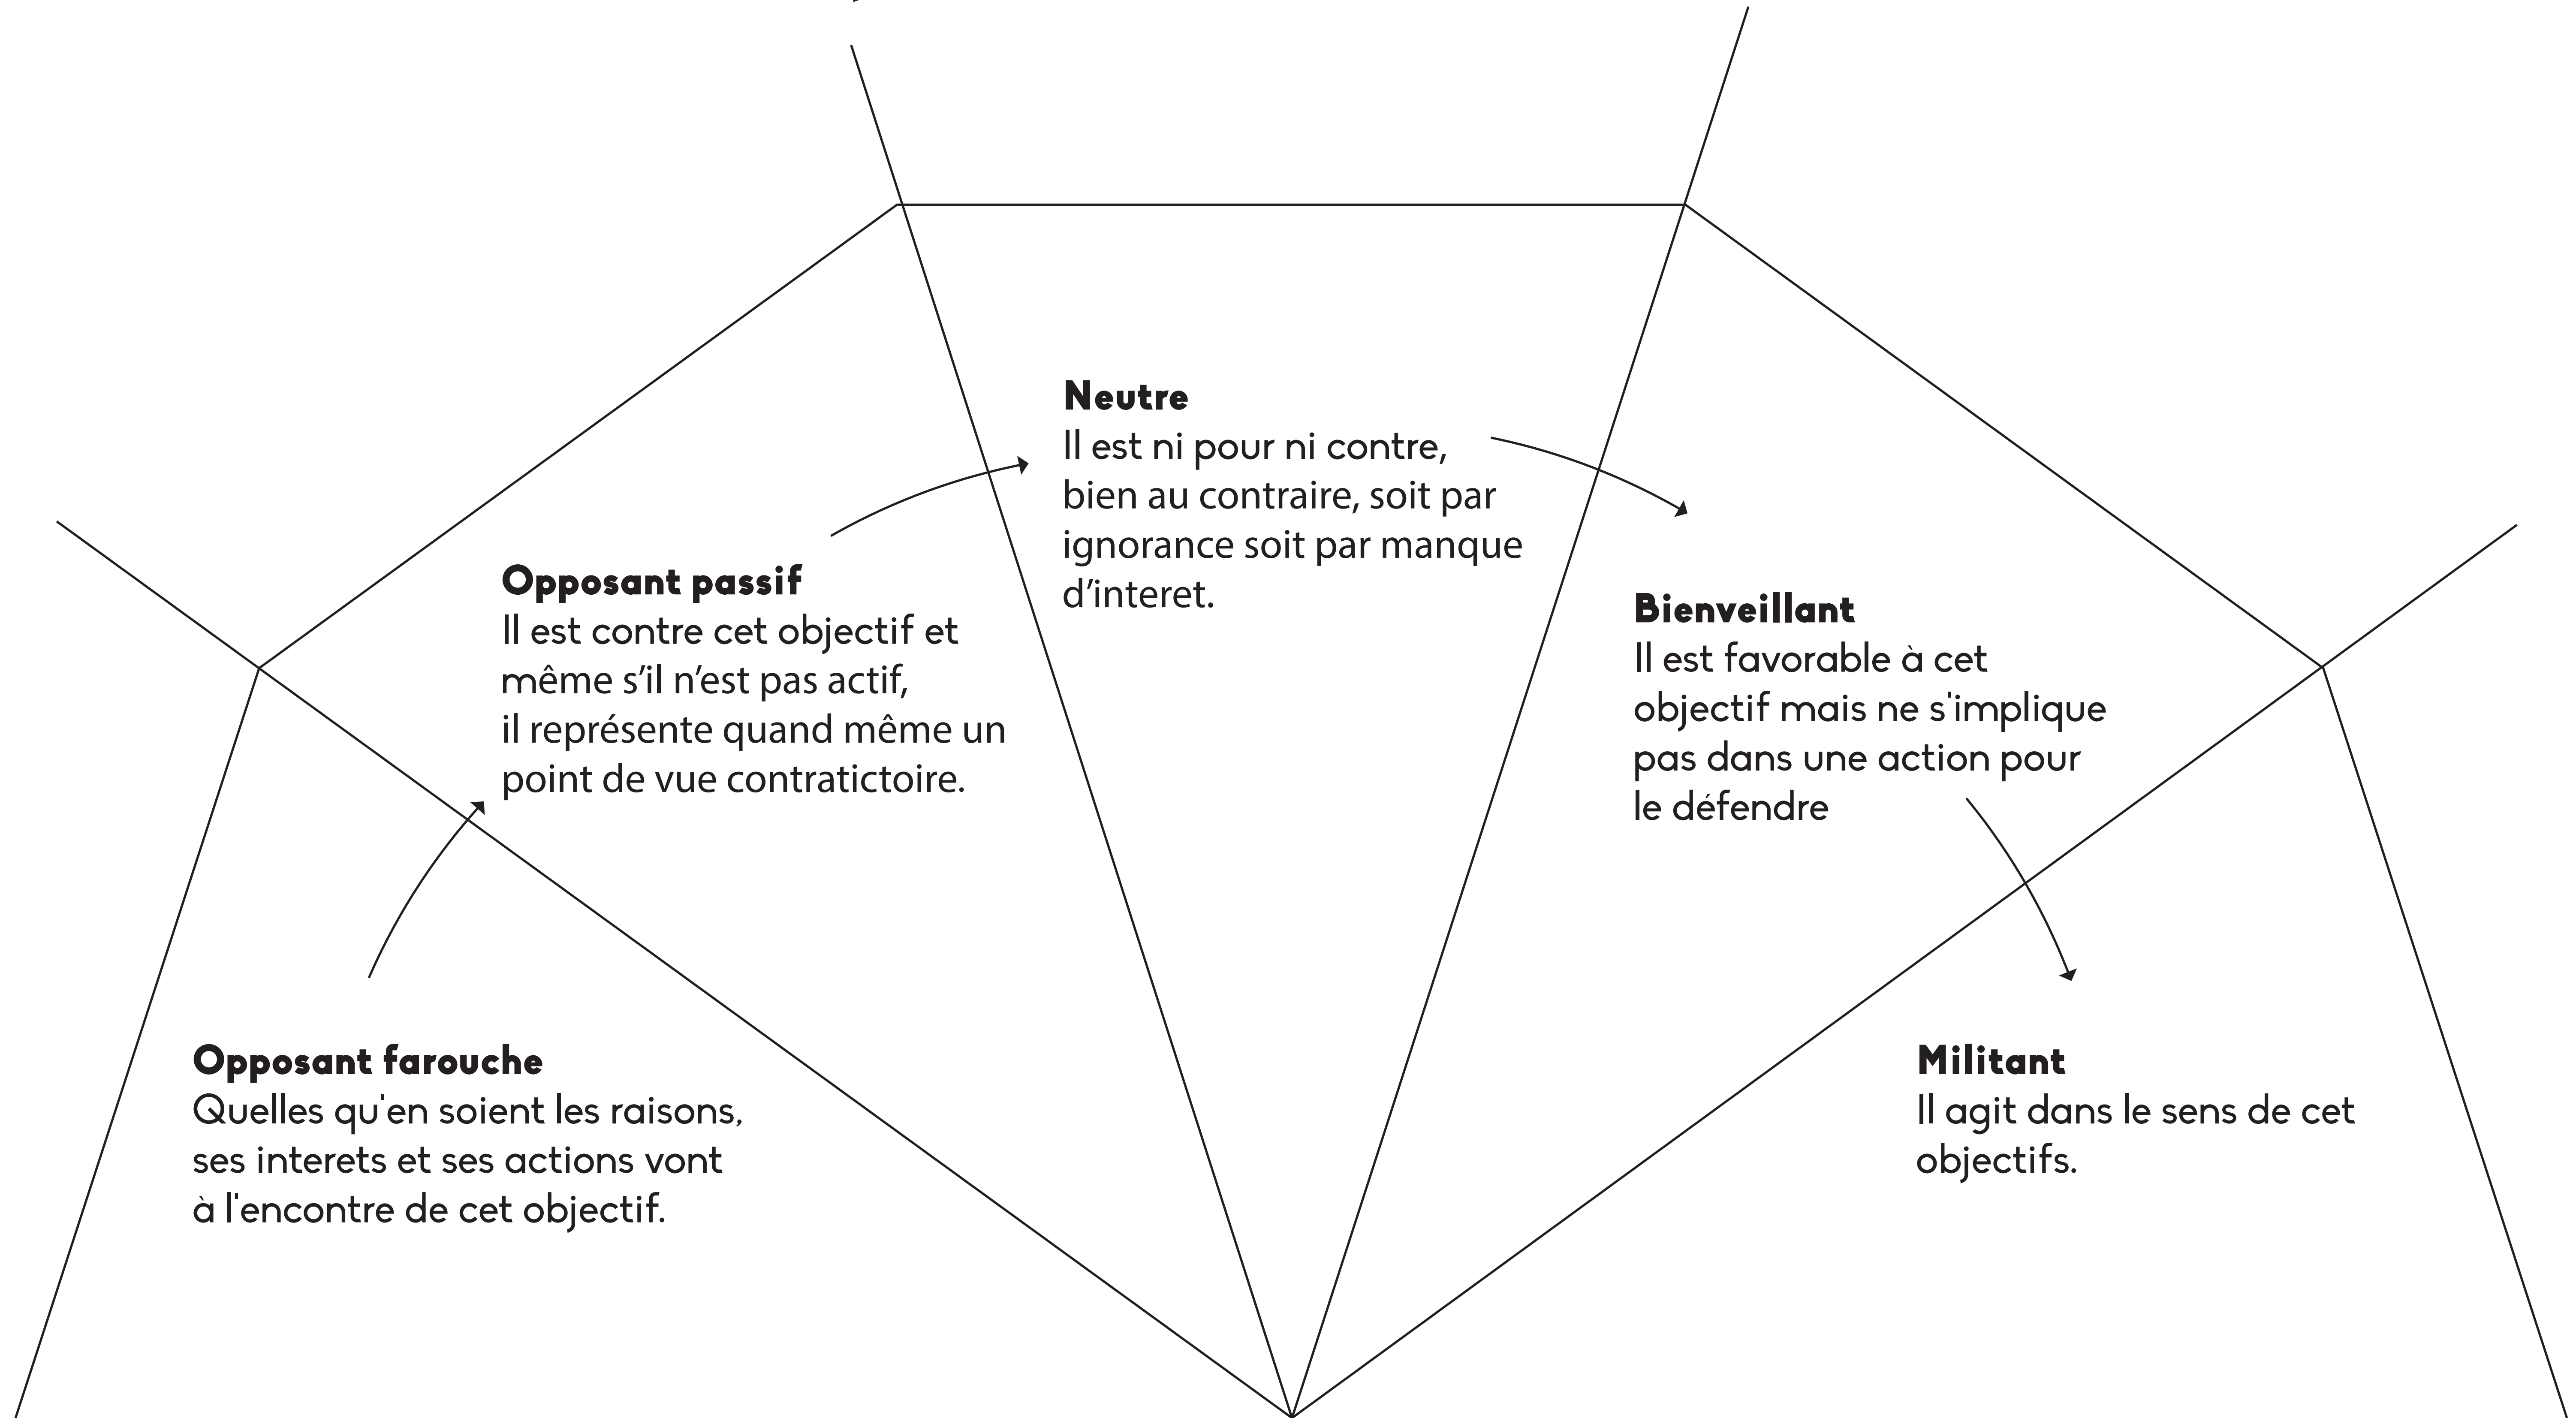 Neutre
Il est ni pour ni contre,
bien au contraire, soit par
ignorance soit par manque
d’interet.
Opposant passif
Il est contre cet objectif et
même s’il n’est pas actif,
il représente quand même un
point de vue contratictoire.
Bienveillant
Il est favorable à cet
objectif mais ne s'implique
pas dans une action pour
le défendre
Opposant farouche
Quelles qu'en soient les raisons,
ses interets et ses actions vont
à l'encontre de cet objectif.
Militant
Il agit dans le sens de cet
objectifs.